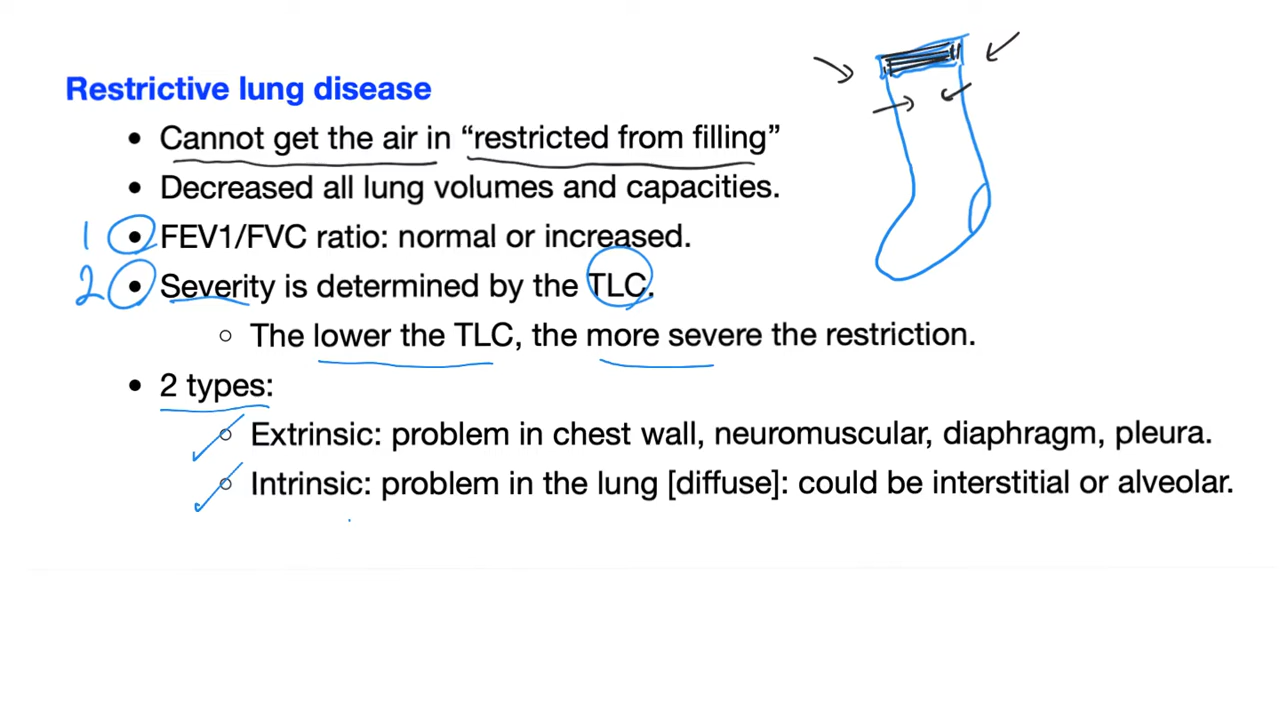 Restrictive lung disease
• Cannot get the air in “restricted from filling”
• Decreased all lung volumes and capacities.
1 • FEV1/FVC ratio: normal or increased.
2 • Severity is determined by the TLC.
○ The lower the TLC, the more severe the restriction.
• 2 types:
○ Extrinsic: problem in chest wall, neuromuscular, diaphragm, pleura.
○ Intrinsic: problem in the lung [diffuse]: could be interstitial or alveolar.